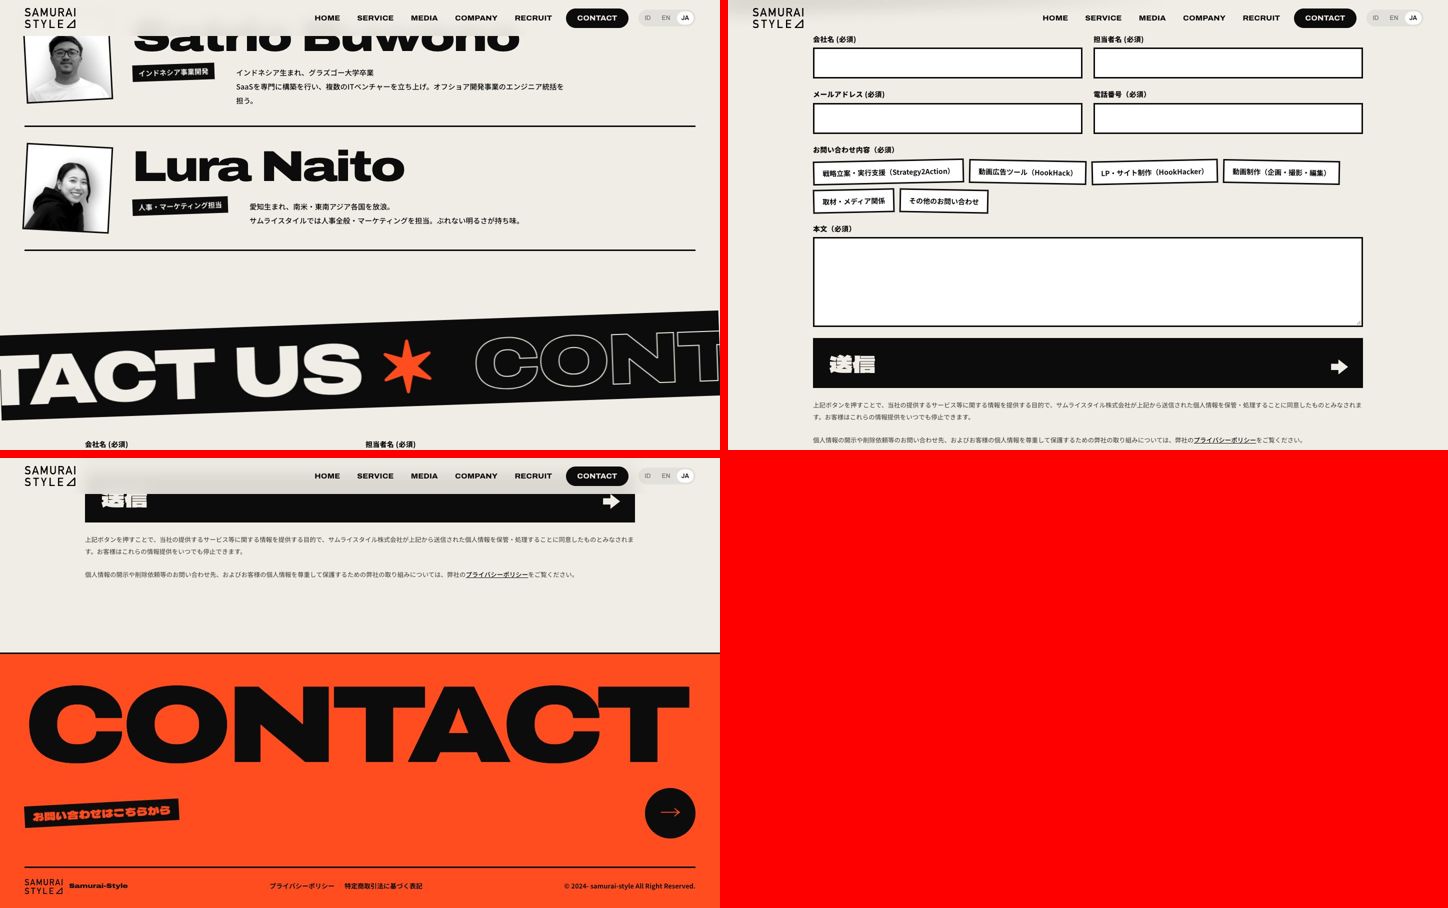 SAMURAI
STYLE
HOME SERVICE MEDIA COMPANY RECRUIT CONTACT ID EN JA
Satrio Buwono
インドネシア事業開発
インドネシア生まれ、グラズゴー大学卒業
SaaSを専門に構築を行い、複数のITベンチャーを立ち上げ。オフショア開発事業のエンジニア統括を
担う。
Lura Naito
人事・マーケティング担当
愛知生まれ、南米・東南アジア各国を放浪。
サムライスタイルでは人事全般・マーケティングを担当。ぶれない明るさが持ち味。
TACT US CONT
会社名 (必須) 担当者名 (必須)
SAMURAI
STYLE
HOME SERVICE MEDIA COMPANY RECRUIT CONTACT ID EN JA
会社名 (必須) 担当者名 (必須)
メールアドレス (必須) 電話番号（必須）
お問い合わせ内容（必須）
戦略立案・実行支援（Strategy2Action） 動画広告ツール（HookHack） LP・サイト制作（HookHacker） 動画制作（企画・撮影・編集）
取材・メディア関係 その他のお問い合わせ
本文（必須）
送信
上記ボタンを押すことで、当社の提供するサービス等に関する情報を提供する目的で、サムライスタイル株式会社が上記から送信された個人情報を保管・処理することに同意したものとみなされま
す。お客様はこれらの情報提供をいつでも停止できます。
個人情報の開示や削除依頼等のお問い合わせ先、およびお客様の個人情報を尊重して保護するための弊社の取り組みについては、弊社のプライバシーポリシーをご覧ください。
SAMURAI
STYLE
HOME SERVICE MEDIA COMPANY RECRUIT CONTACT ID EN JA
送信
上記ボタンを押すことで、当社の提供するサービス等に関する情報を提供する目的で、サムライスタイル株式会社が上記から送信された個人情報を保管・処理することに同意したものとみなされま
す。お客様はこれらの情報提供をいつでも停止できます。
個人情報の開示や削除依頼等のお問い合わせ先、およびお客様の個人情報を尊重して保護するための弊社の取り組みについては、弊社のプライバシーポリシーをご覧ください。
CONTACT
お問い合わせはこちらから
SAMURAI
STYLE
Samurai-Style
プライバシーポリシー 特定商取引法に基づく表記
© 2024- samurai-style All Right Reserved.